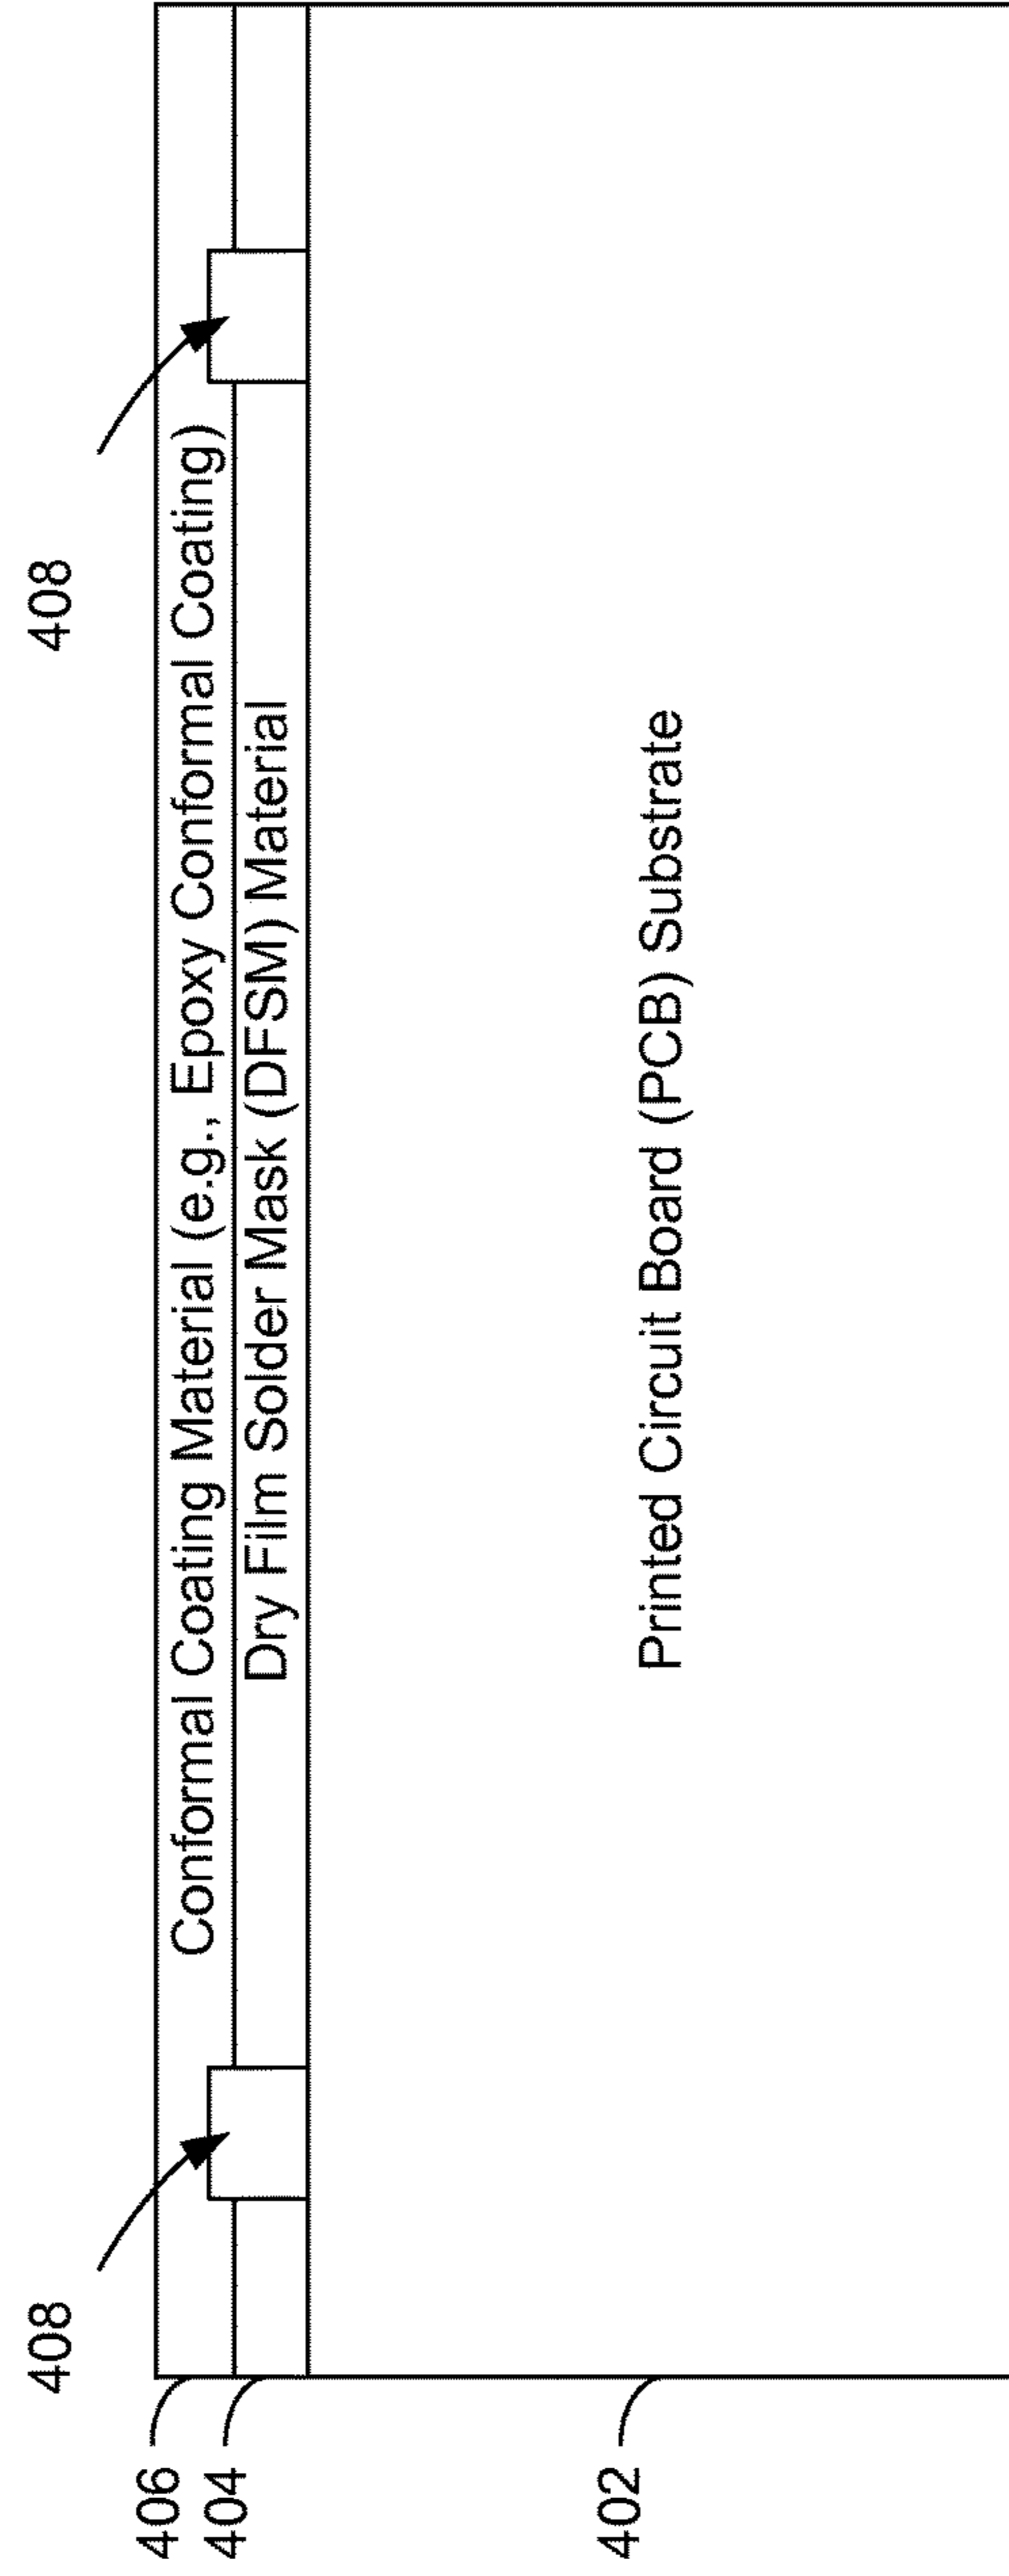 408
408
406
Conformal Coating Material (e.g., Epoxy Conformal Coating)
404
Dry Film Solder Mask (DFSM) Material
402
Printed Circuit Board (PCB) Substrate